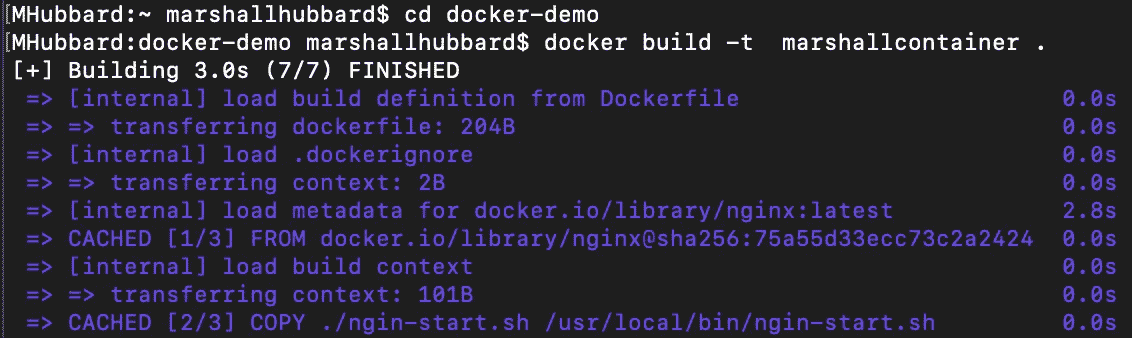 [MHubbard:~ marshallhubbard$ cd docker-demo
[MHubbard:docker-demo marshallhubbard$ docker build -t  marshallcontainer .
[+] Building 3.0s (7/7) FINISHED
=> [internal] load build definition from Dockerfile 0.0s
=> => transferring dockerfile: 204B 0.0s
=> [internal] load .dockerignore 0.0s
=> => transferring context: 2B 0.0s
=> [internal] load metadata for docker.io/library/nginx:latest 2.8s
=> CACHED [1/3] FROM docker.io/library/nginx@sha256:75a55d33ecc73c2a2424 0.0s
=> [internal] load build context 0.0s
=> => transferring context: 101B 0.0s
=> CACHED [2/3] COPY ./ngin-start.sh /usr/local/bin/ngin-start.sh 0.0s